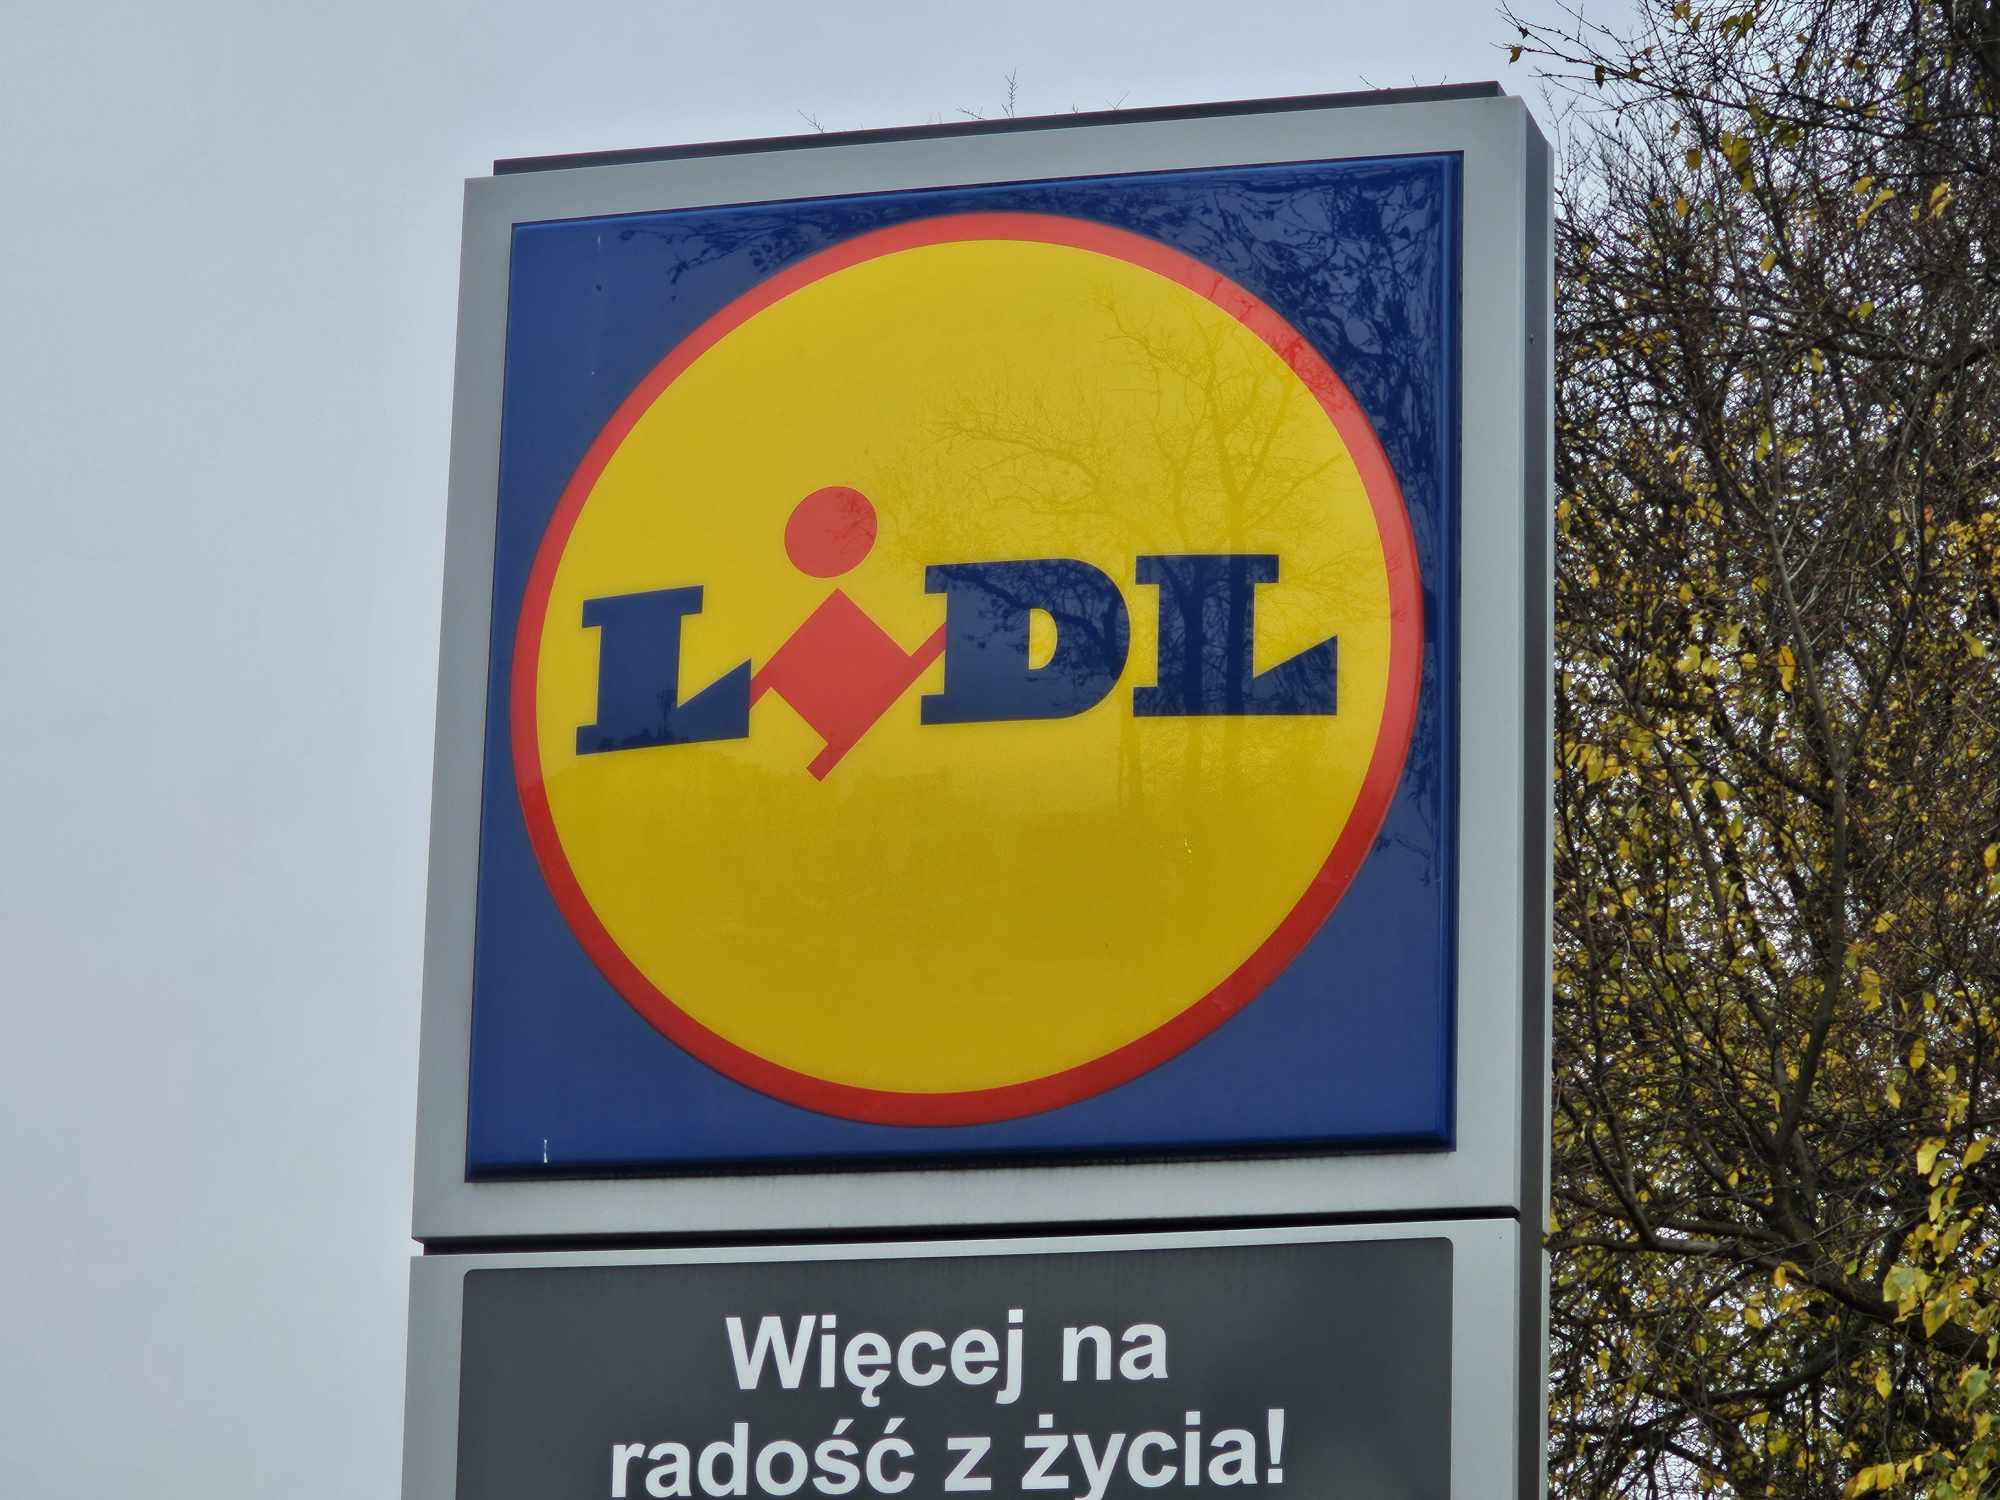 LiDL
Więcej na
radość z życia!